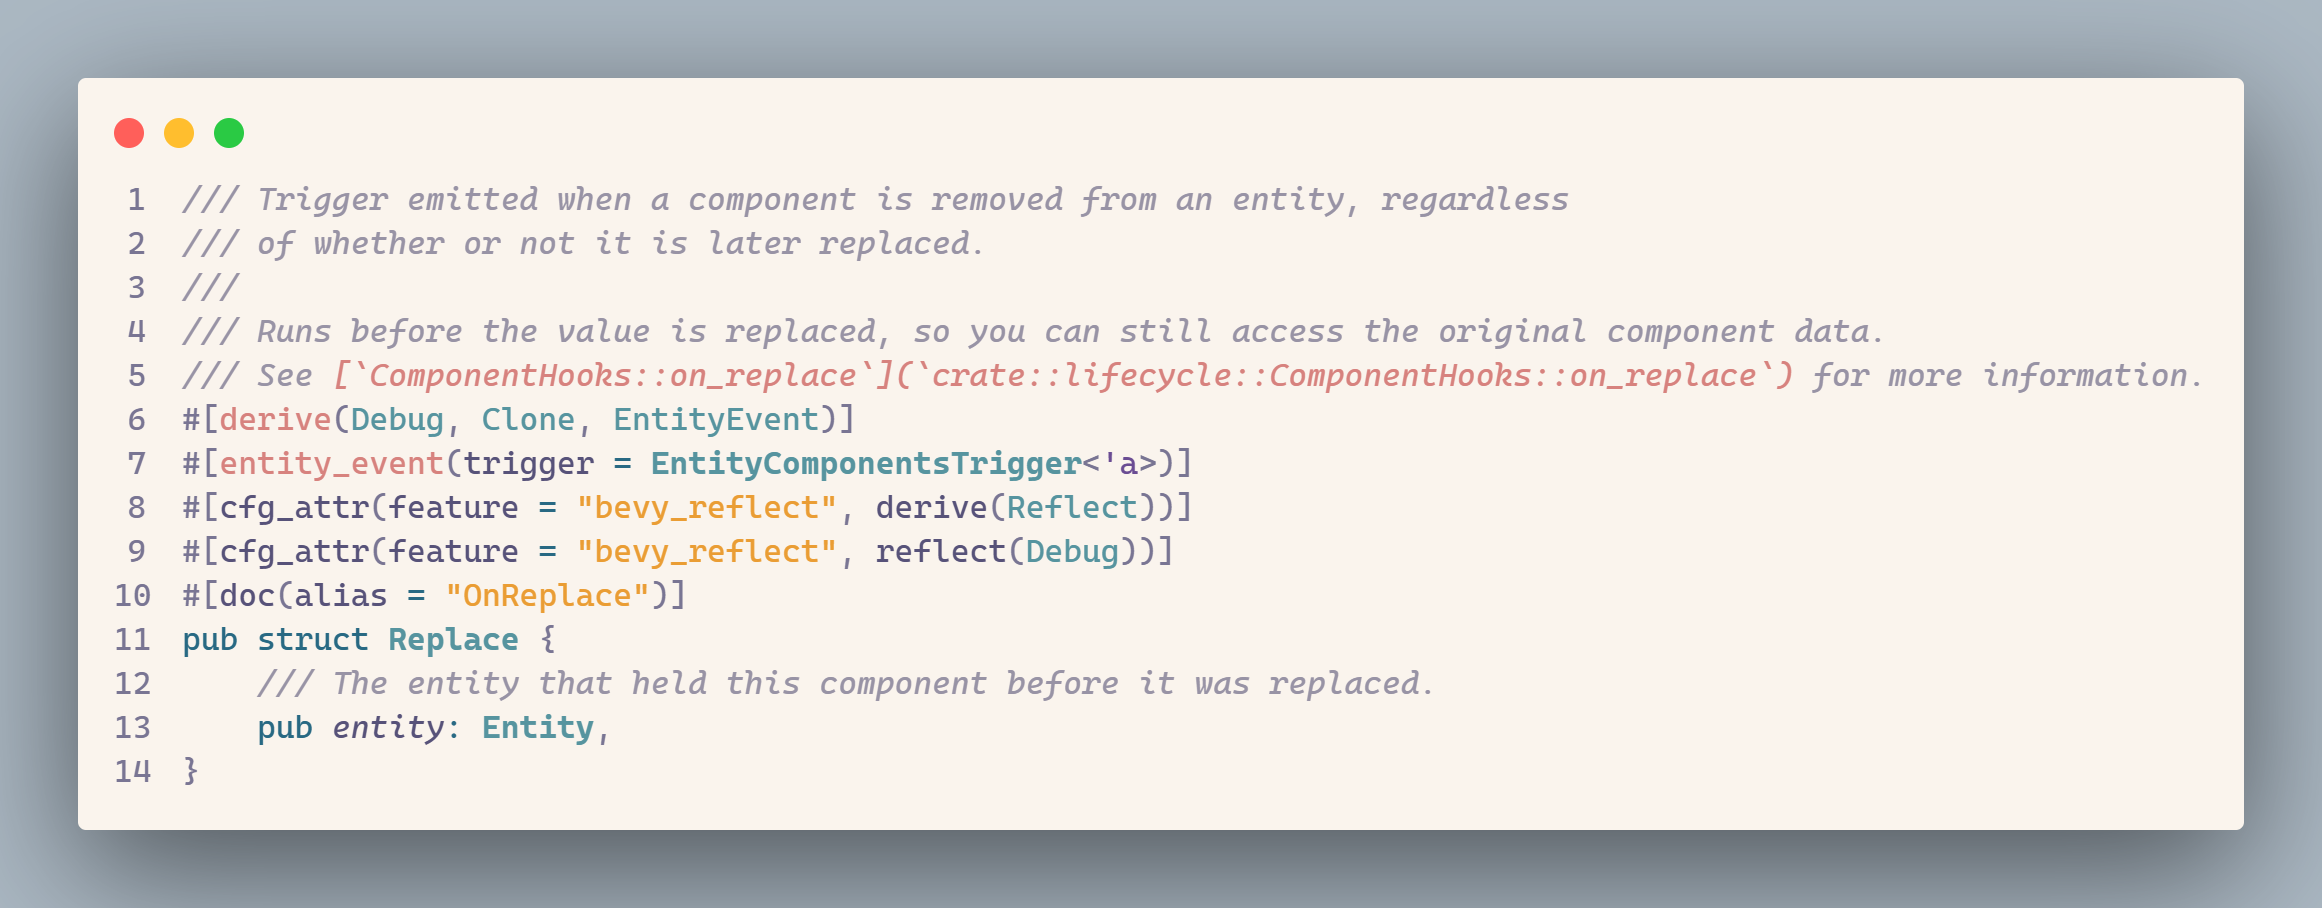 1 /// Trigger emitted when a component is removed from an entity, regardless
2 /// of whether or not it is later replaced.
3 ///
4 /// Runs before the value is replaced, so you can still access the original component data.
5 /// See [`ComponentHooks::on_replace`](`crate::lifecycle::ComponentHooks::on_replace`) for more information.
6 #[derive(Debug, Clone, EntityEvent)]
7 #[entity_event(trigger = EntityComponentsTrigger<'a>)]
8 #[cfg_attr(feature = "bevy_reflect", derive(Reflect))]
9 #[cfg_attr(feature = "bevy_reflect", reflect(Debug))]
10 #[doc(alias = "OnReplace")]
11 pub struct Replace {
12     /// The entity that held this component before it was replaced.
13     pub entity: Entity,
14 }